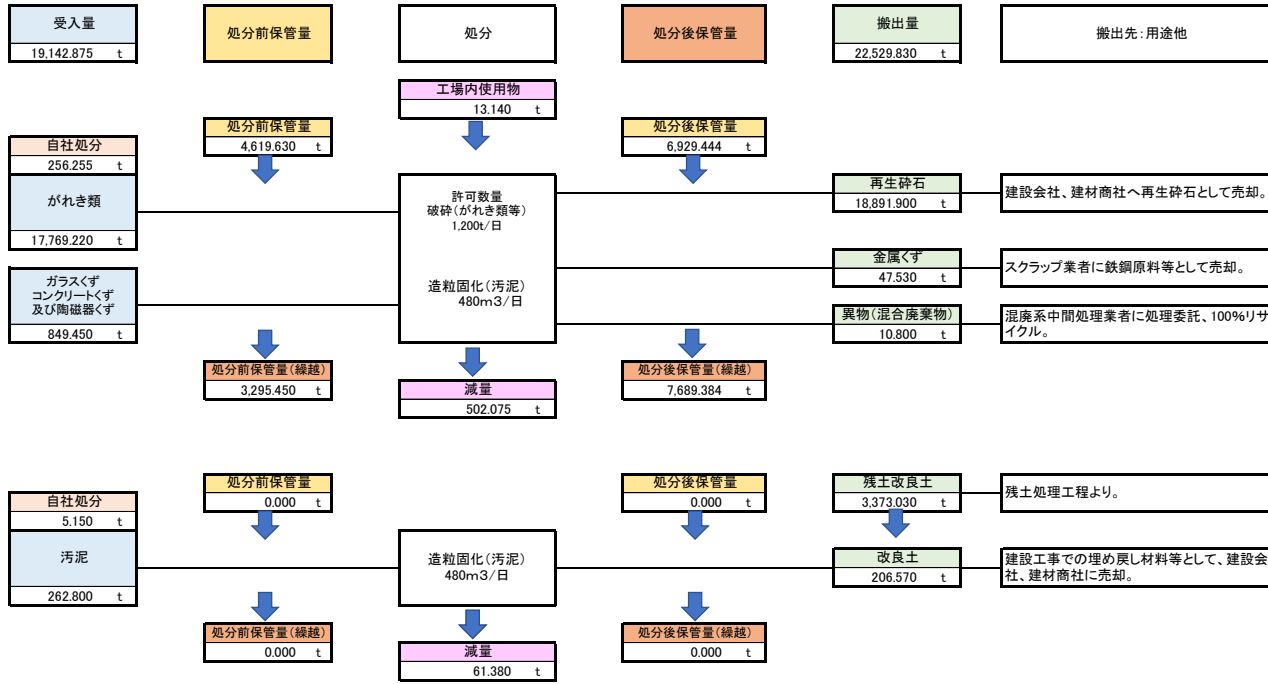 受入量
19,142.875 t
処分前保管量
処分
処分後保管量
搬出量
22,529.830 t
搬出先：用途他
工場内使用物
13.140 t
処分前保管量
4,619.630 t
処分後保管量
6,929.444 t
自社処分
256.255 t
がれき類
17,769.220 t
許可数量
破砕（がれき類等）
1,200t/日
造粒固化（汚泥）
480m3/日
再生砕石
18,891.900 t
建設会社、建材商社へ再生砕石として売却。
金属くず
47.530 t
スクラップ業者に鉄鋼原料等として売却。
ガラスくず
コンクリートくず
及び陶磁器くず
849.450 t
異物（混合廃棄物）
10.800 t
混廃系中間処理業者に処理委託、100%リサ
イクル。
処分前保管量（繰越）
3,295.450 t
減量
502.075 t
処分後保管量（繰越）
7,689.384 t
処分前保管量
0.000 t
処分後保管量
0.000 t
残土改良土
3,373.030 t
残土処理工程より。
自社処分
5.150 t
汚泥
262.800 t
造粒固化（汚泥）
480m3/日
改良土
206.570 t
建設工事での埋め戻し材料等として、建設会
社、建材商社に売却。
処分前保管量（繰越）
0.000 t
減量
61.380 t
処分後保管量（繰越）
0.000 t